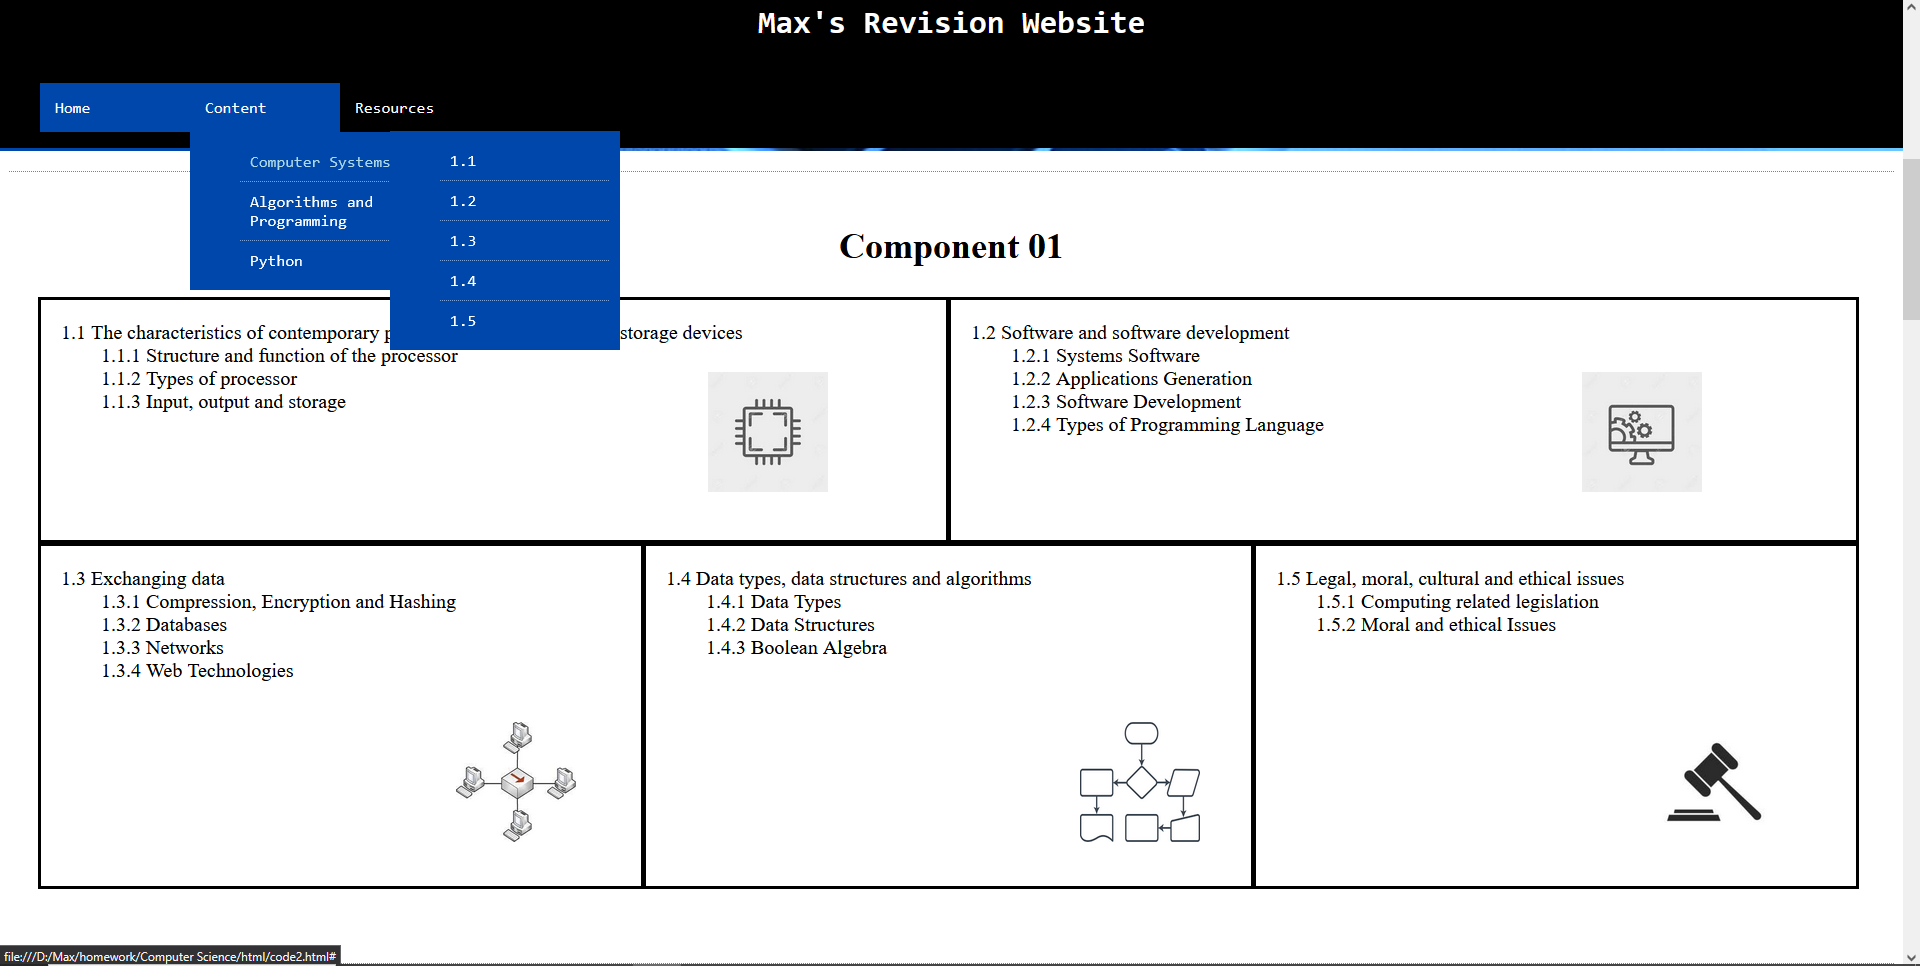 Max's Revision Website
Home
Content
Resources
Computer Systems
Algorithms and
Programming
Python
1.1
1.2
1.3
1.4
1.5
Component 01
1.1 The characteristics of contemporary p
storage devices
1.1.1 Structure and function of the processor
1.1.2 Types of processor
1.1.3 Input, output and storage
1.2 Software and software development
1.2.1 Systems Software
1.2.2 Applications Generation
1.2.3 Software Development
1.2.4 Types of Programming Language
1.3 Exchanging data
1.3.1 Compression, Encryption and Hashing
1.3.2 Databases
1.3.3 Networks
1.3.4 Web Technologies
1.4 Data types, data structures and algorithms
1.4.1 Data Types
1.4.2 Data Structures
1.4.3 Boolean Algebra
1.5 Legal, moral, cultural and ethical issues
1.5.1 Computing related legislation
1.5.2 Moral and ethical Issues
file:///D:/Max/homework/Computer Science/html/code2.html#